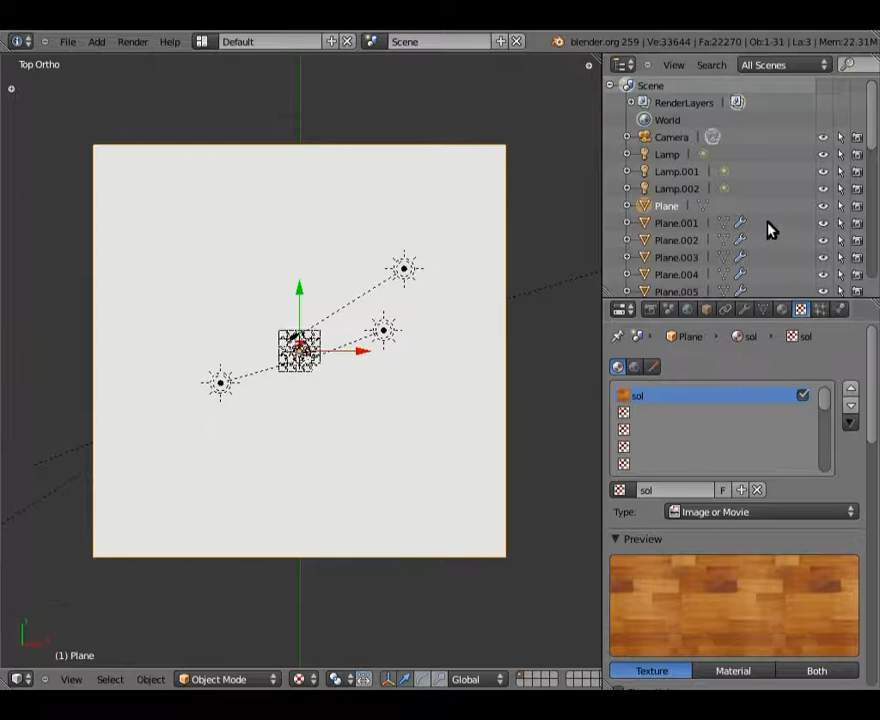 File Add Render Help Default Scene blender.org 259 | Ve:33644 | Fa:22270 | Ob:1-31 | La:3 | Mem:22.31M
Top Ortho
View Search All Scenes
Scene
RenderLayers
World
Camera
Lamp
Lamp.001
Lamp.002
Plane
Plane.001
Plane.002
Plane.003
Plane.004
Plane.005
Plane sol sol
sol
sol F
Type: Image or Movie
Preview
(1) Plane
Texture Material Both
View Select Object Object Mode Global